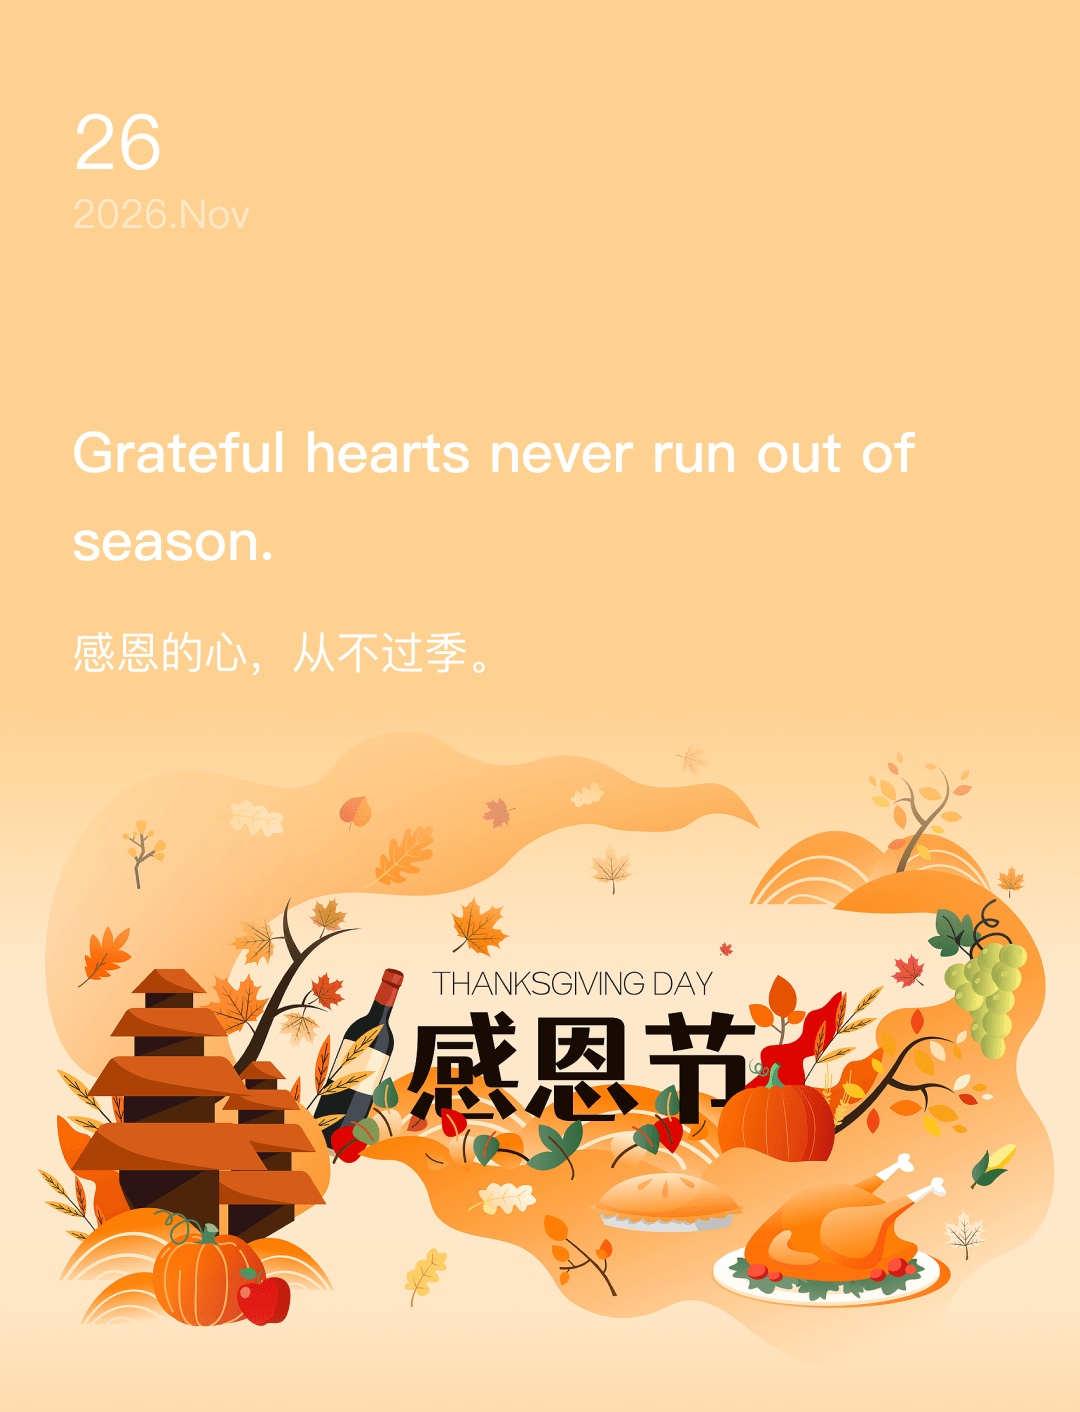 26
2026.Nov
Grateful hearts never run out of
season.
感恩的心，从不过季。
THANKSGIVING DAY
感恩节